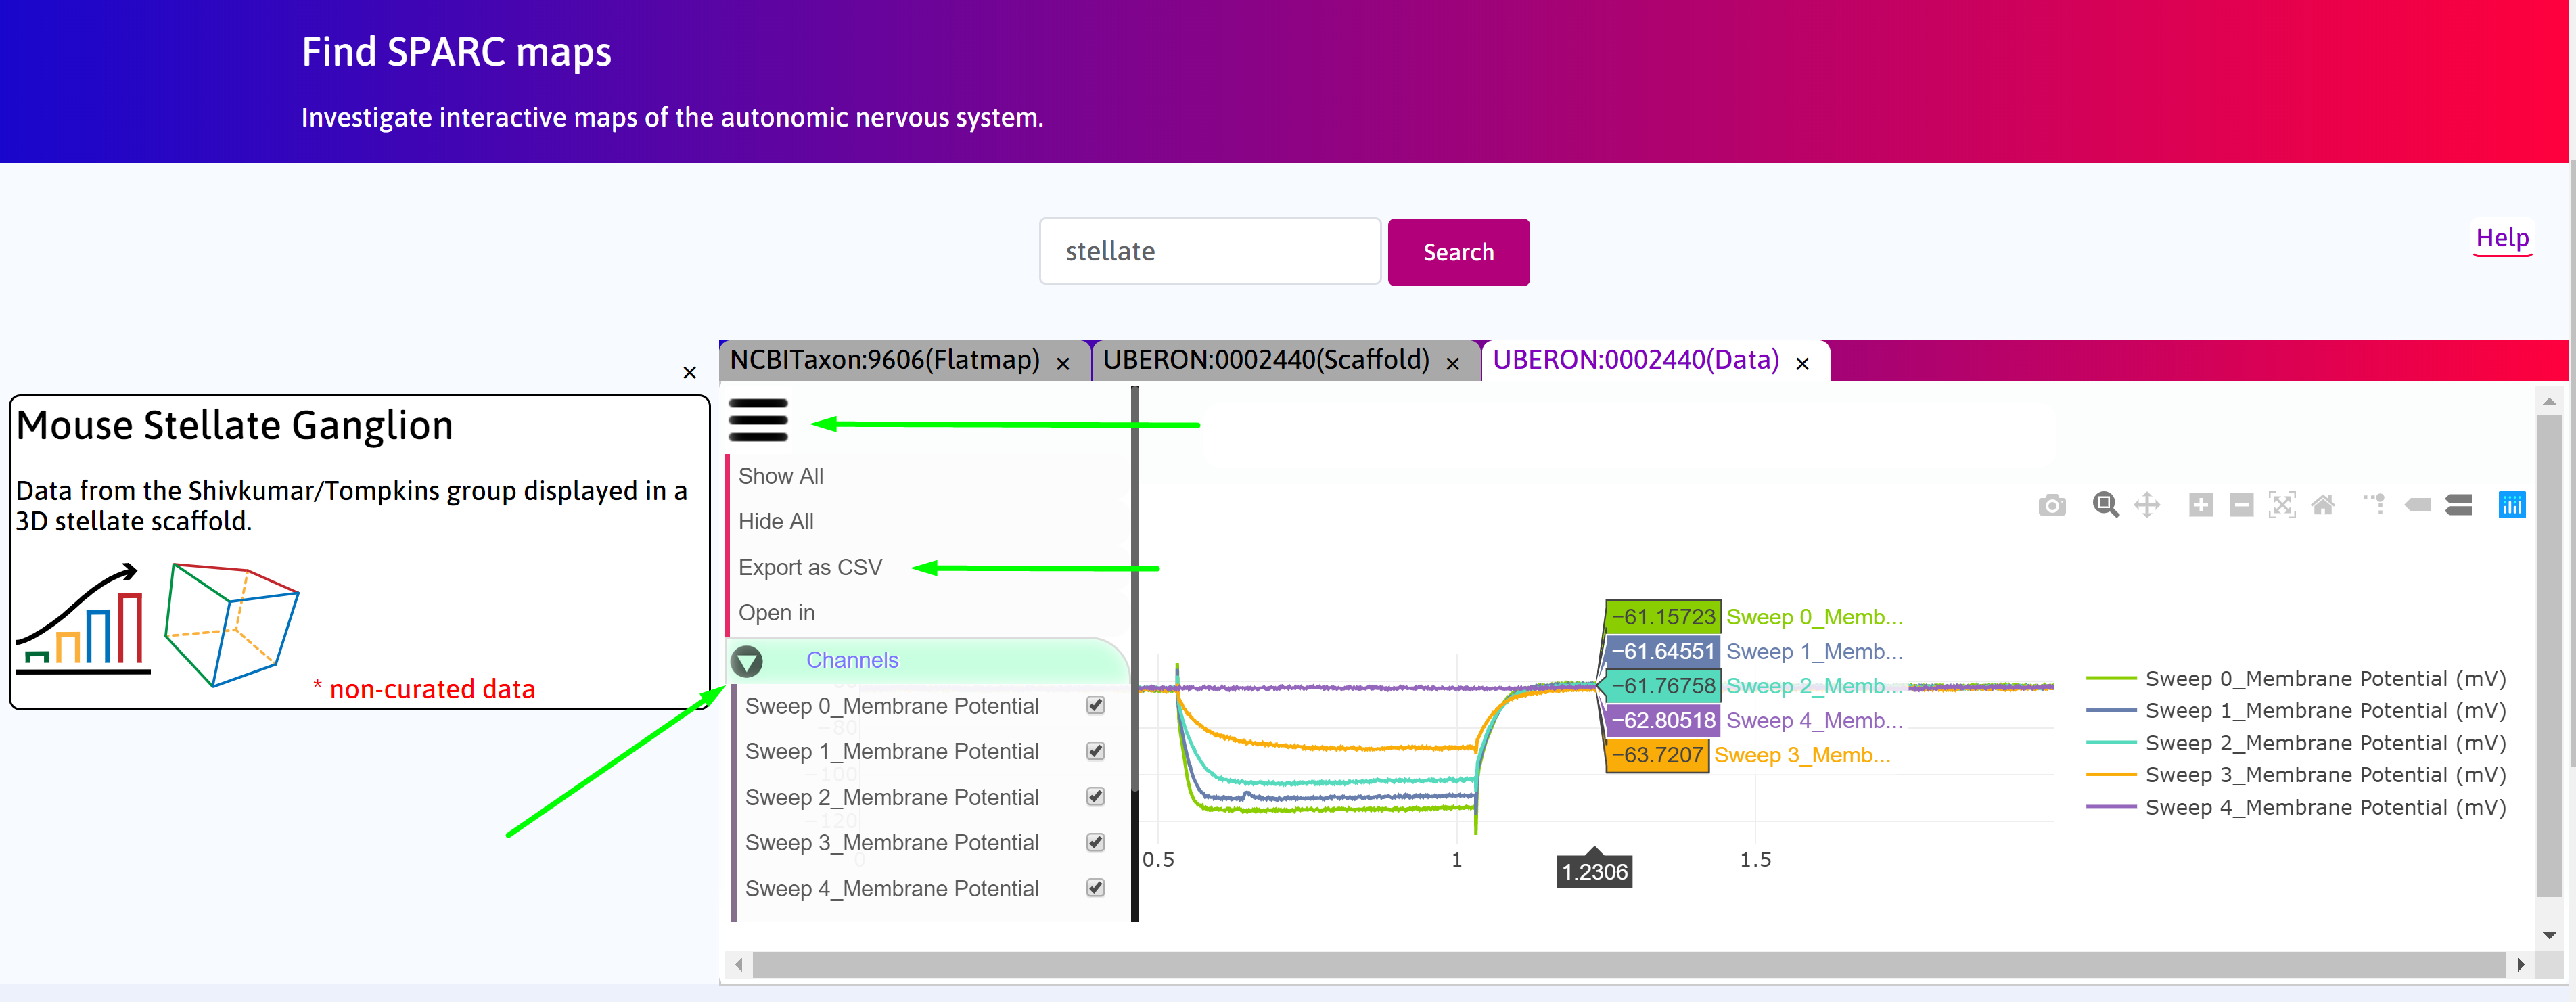 Find SPARC maps
Investigate interactive maps of the autonomic nervous system.
stellate
Search
Help
NCBITaxon:9606(Flatmap) ×
UBERON:0002440(Scaffold) ×
UBERON:0002440(Data) ×
×
Mouse Stellate Ganglion
Data from the Shivkumar/Tompkins group displayed in a
3D stellate scaffold.
* non-curated data
Show All
Hide All
Export as CSV
Open in
Channels
Sweep 0_Membrane Potential
Sweep 1_Membrane Potential
Sweep 2_Membrane Potential
Sweep 3_Membrane Potential
Sweep 4_Membrane Potential
−80
−100
−120
0
0.5
1
1.5
1.2306
−61.15723 Sweep 0_Memb...
−61.64551 Sweep 1_Memb...
−61.76758 Sweep 2_Memb...
−62.80518 Sweep 4_Memb...
−63.7207 Sweep 3_Memb...
Sweep 0_Membrane Potential (mV)
Sweep 1_Membrane Potential (mV)
Sweep 2_Membrane Potential (mV)
Sweep 3_Membrane Potential (mV)
Sweep 4_Membrane Potential (mV)